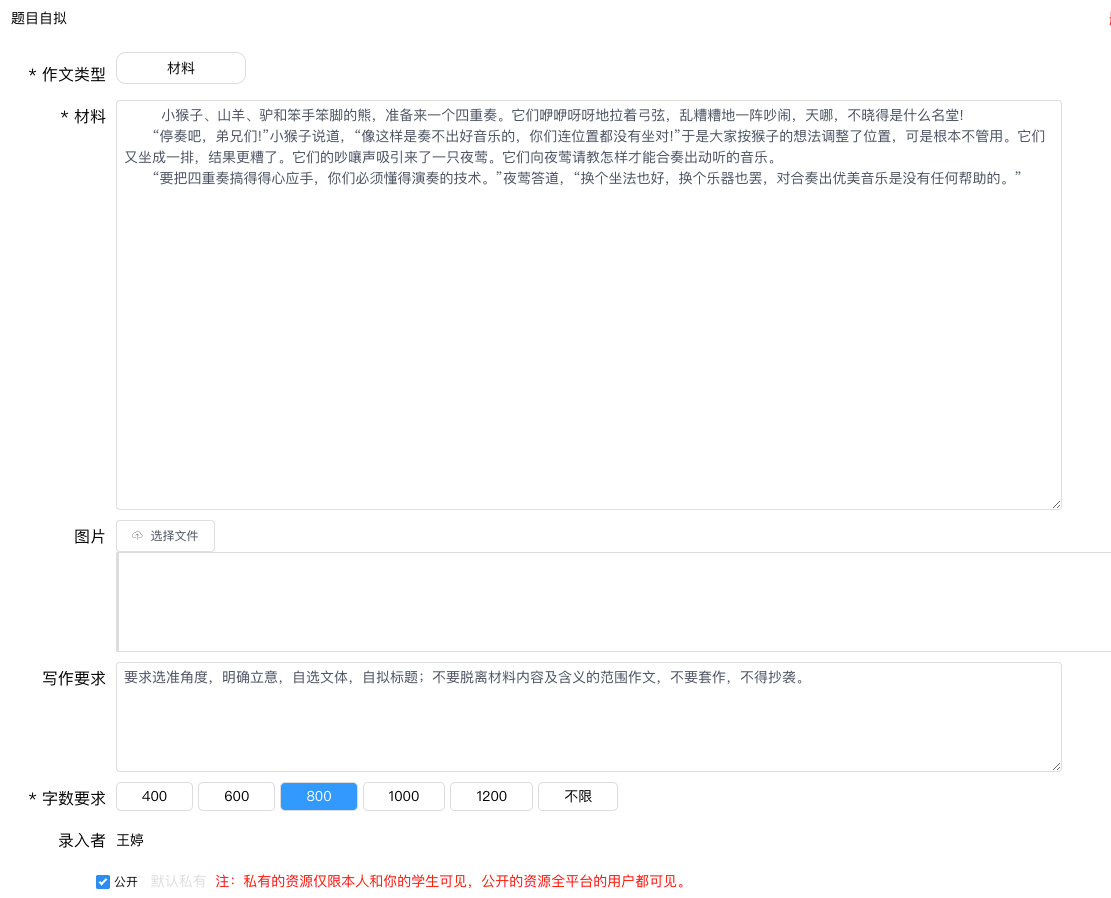 题目自拟
* 作文类型 材料
* 材料
小猴子、山羊、驴和笨手笨脚的熊，准备来一个四重奏。它们咿咿呀呀地拉着弓弦，乱糟糟地一阵吵闹，天哪，不晓得是什么名堂!
“停奏吧，弟兄们!”小猴子说道，“像这样是奏不出好音乐的，你们连位置都没有坐对!”于是大家按猴子的想法调整了位置，可是根本不管用。它们
又坐成一排，结果更糟了。它们的吵嚷声吸引来了一只夜莺。它们向夜莺请教怎样才能合奏出动听的音乐。
“要把四重奏搞得得心应手，你们必须懂得演奏的技术。”夜莺答道，“换个坐法也好，换个乐器也罢，对合奏出优美音乐是没有任何帮助的。”
图片 选择文件
写作要求 要求选准角度，明确立意，自选文体，自拟标题；不要脱离材料内容及含义的范围作文，不要套作，不得抄袭。
* 字数要求 400 600 800 1000 1200 不限
录入者 王婷
公开 默认私有 注：私有的资源仅限本人和你的学生可见，公开的资源全平台的用户都可见。